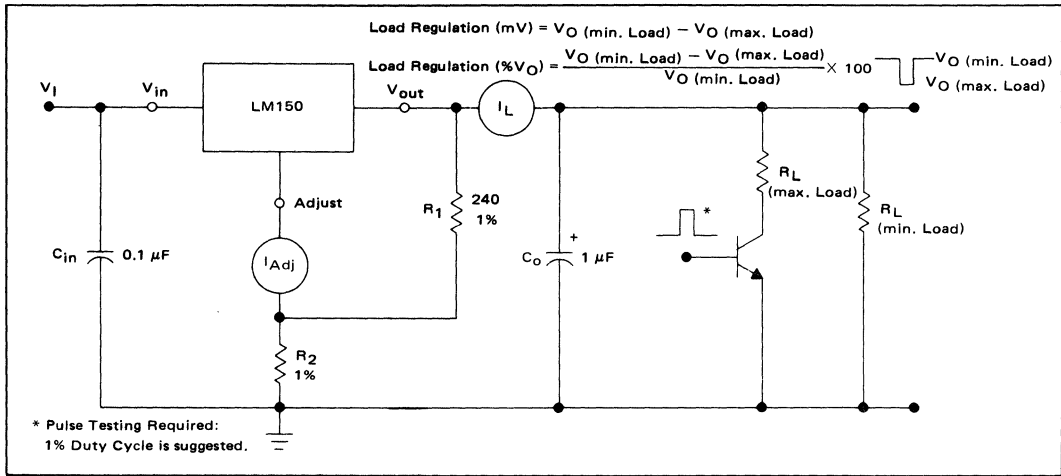 Load Regulation (mV) = VO (min. Load) − VO (max. Load)
Load Regulation (%VO) = VO (min. Load) − VO (max. Load) / VO (min. Load) × 100
VO (min. Load)
VO (max. Load)
VI
Vin
LM150
Vout
IL
Adjust
R1
240
1%
RL
(max. Load)
RL
(min. Load)
*
Cin
0.1 μF
IAdj
CO
+
1 μF
R2
1%
* Pulse Testing Required:
1% Duty Cycle is suggested.